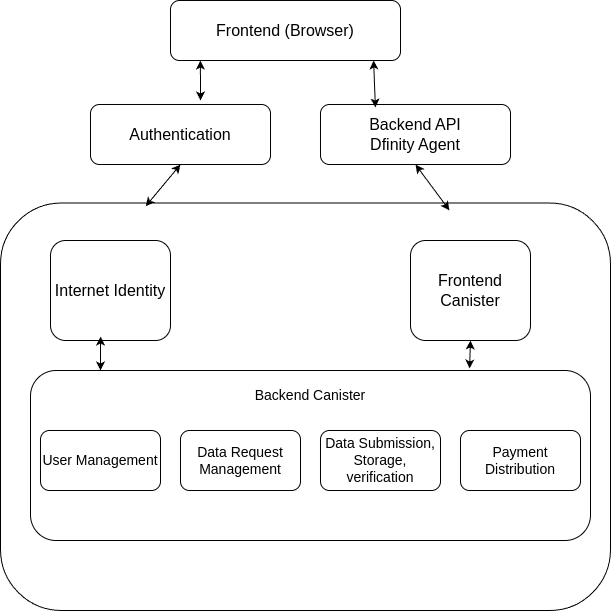 Frontend (Browser)
Authentication
Backend API
Dfinity Agent
Internet Identity
Frontend
Canister
Backend Canister
User Management
Data Request
Management
Data Submission,
Storage,
verification
Payment
Distribution